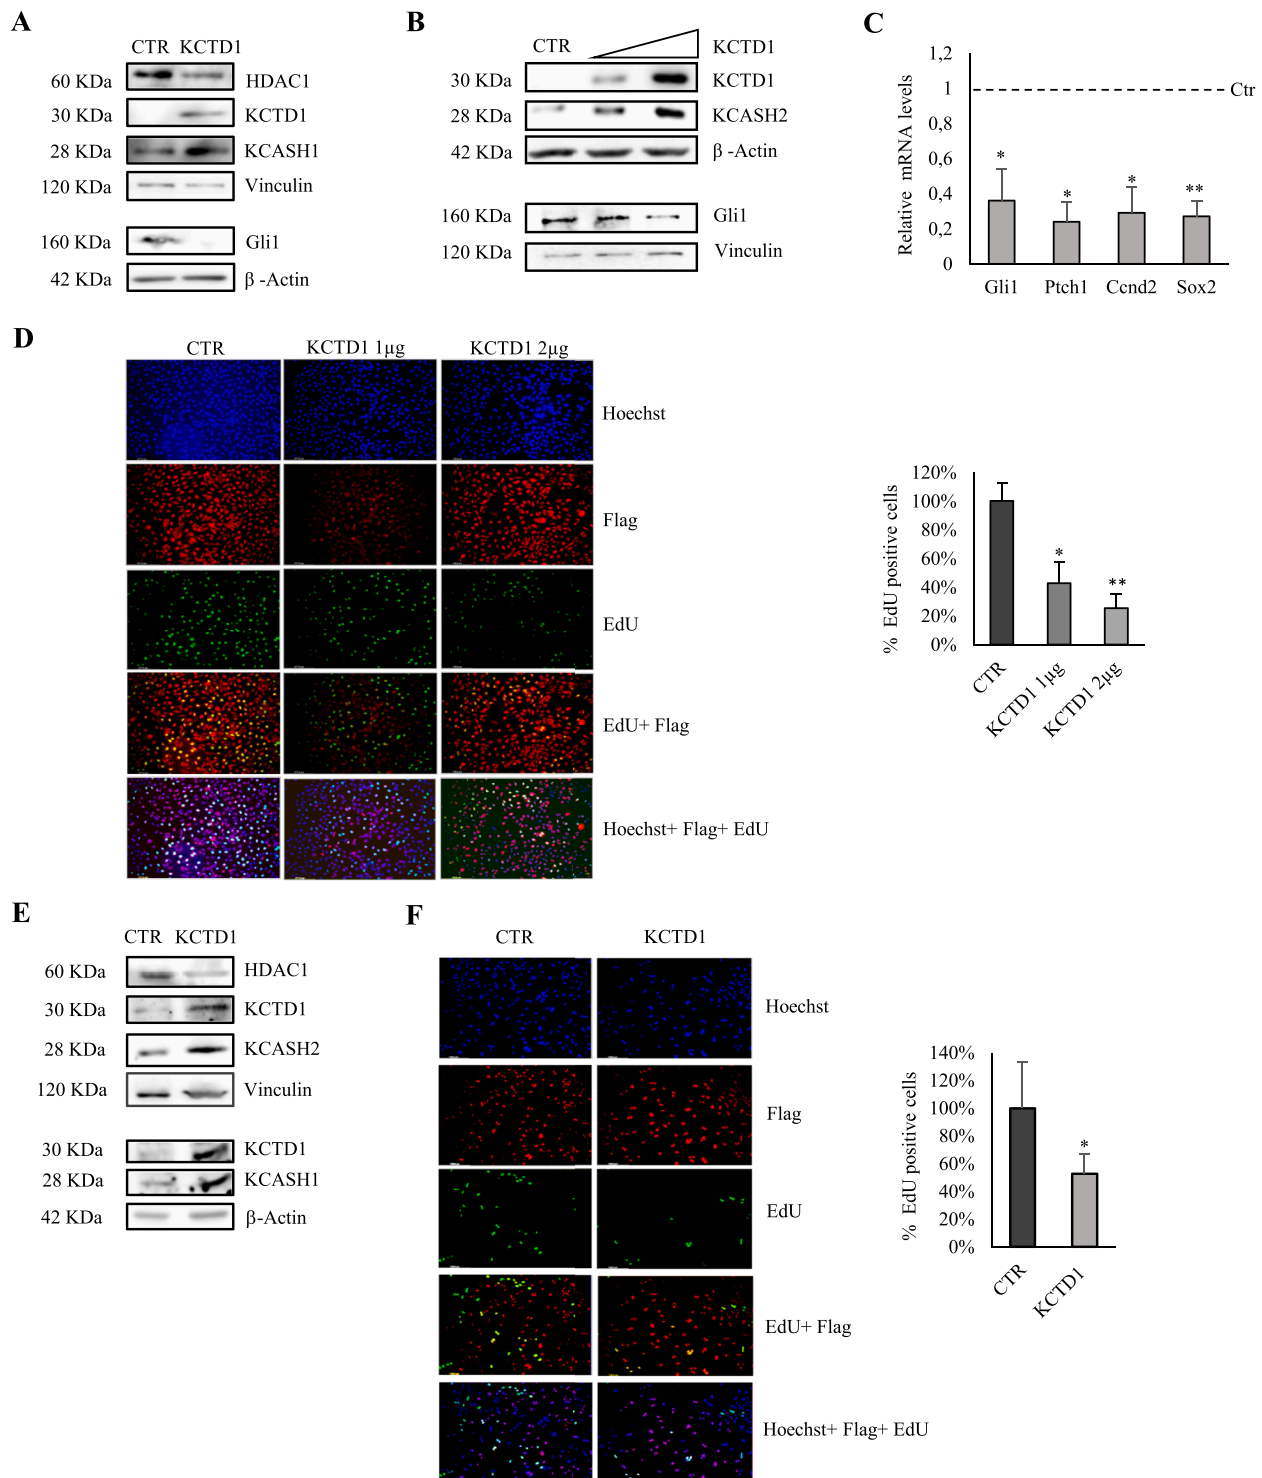 A
CTR KCTD1
60 KDa HDAC1
30 KDa KCTD1
28 KDa KCASH1
120 KDa Vinculin
160 KDa Gli1
42 KDa β -Actin
B
CTR KCTD1
30 KDa KCTD1
28 KDa KCASH2
42 KDa β -Actin
160 KDa Gli1
120 KDa Vinculin
C
Relative mRNA levels
1,2
1
0,8
0,6
0,4
0,2
0
Ctr
* * * **
Gli1 Ptch1 Ccnd2 Sox2
D
CTR KCTD1 1µg KCTD1 2µg
Hoechst
Flag
EdU
EdU+ Flag
Hoechst+ Flag+ EdU
% EdU positive cells
120%
100%
80%
60%
40%
20%
0%
* **
CTR
KCTD1 1µg
KCTD1 2µg
E
CTR KCTD1
60 KDa HDAC1
30 KDa KCTD1
28 KDa KCASH2
120 KDa Vinculin
30 KDa KCTD1
28 KDa KCASH1
42 KDa β-Actin
F
CTR KCTD1
Hoechst
Flag
EdU
EdU+ Flag
Hoechst+ Flag+ EdU
% EdU positive cells
140%
120%
100%
80%
60%
40%
20%
0%
*
CTR
KCTD1